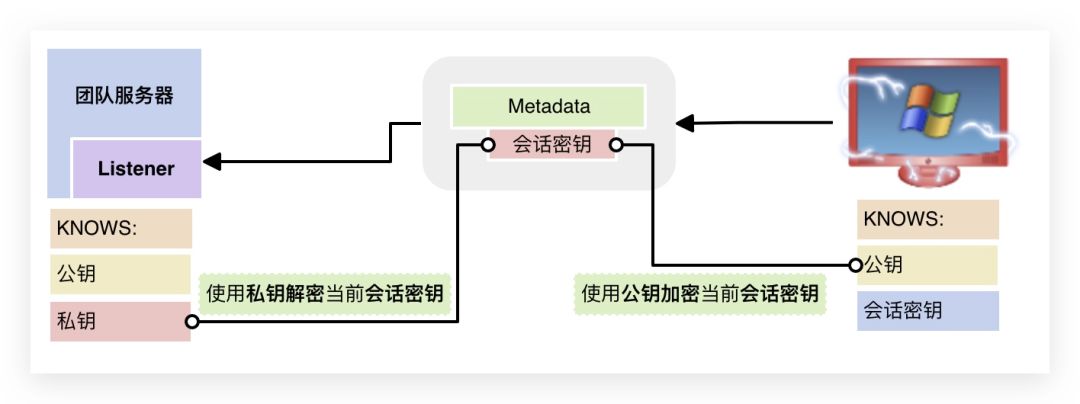 团队服务器
Listener
KNOWS:
公钥
私钥
使用私钥解密当前会话密钥
Metadata
会话密钥
使用公钥加密当前会话密钥
KNOWS:
公钥
会话密钥